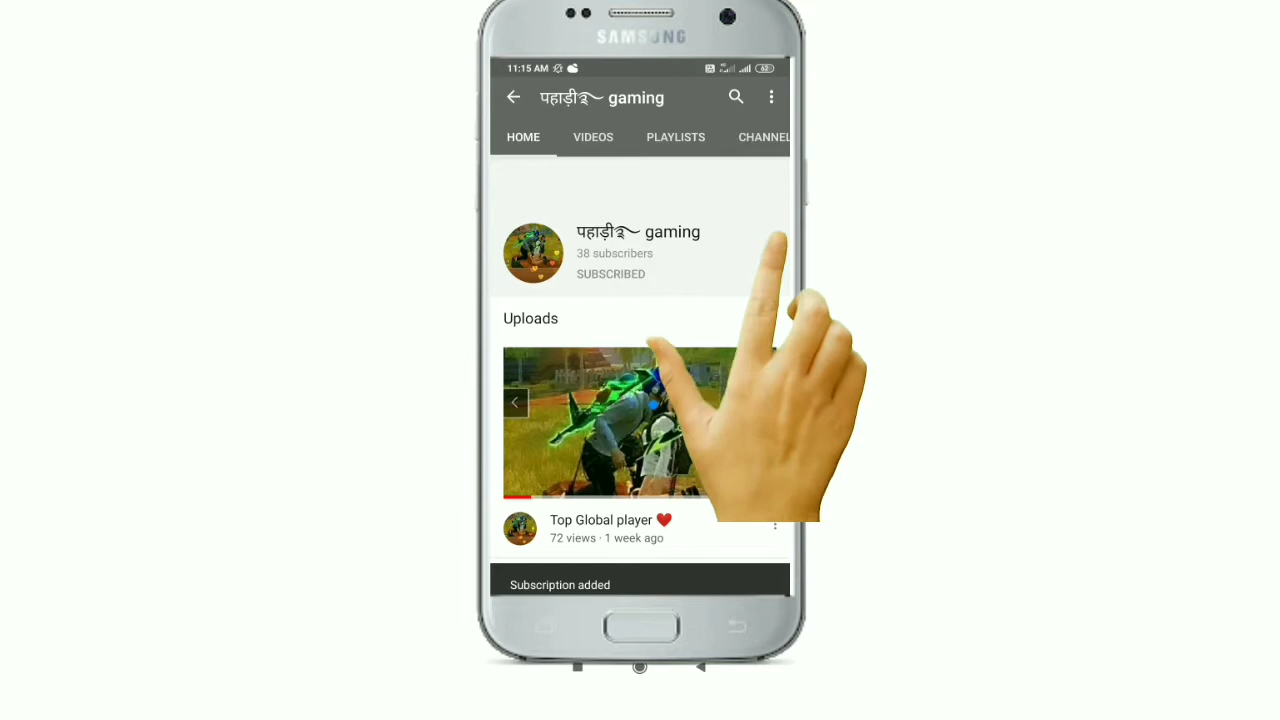 SAMSUNG
11:15 AM
पहाड़ी gaming
HOME VIDEOS PLAYLISTS CHANNEL
पहाड़ी gaming
38 subscribers
SUBSCRIBED
Uploads
Top Global player ❤️
72 views · 1 week ago
Subscription added